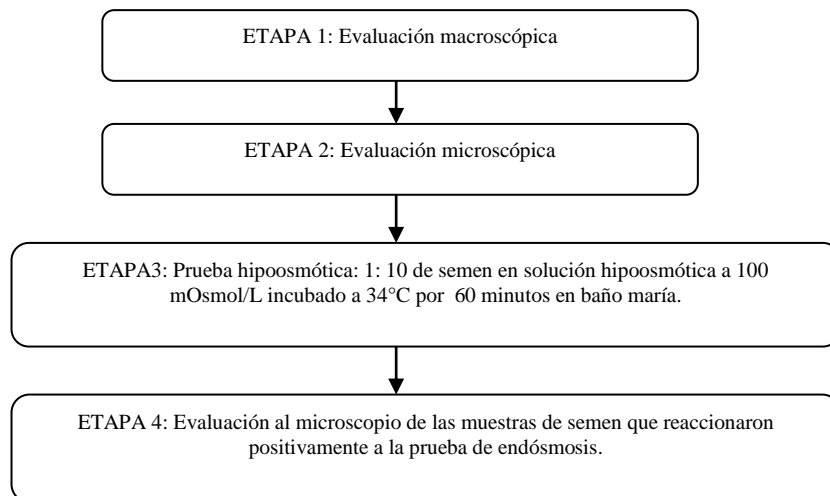 ETAPA 1: Evaluación macroscópica
ETAPA 2: Evaluación microscópica
ETAPA3: Prueba hipoosmótica: 1: 10 de semen en solución hipoosmótica a 100
mOsmol/L incubado a 34°C por 60 minutos en baño maría.
ETAPA 4: Evaluación al microscopio de las muestras de semen que reaccionaron
positivamente a la prueba de endósmosis.